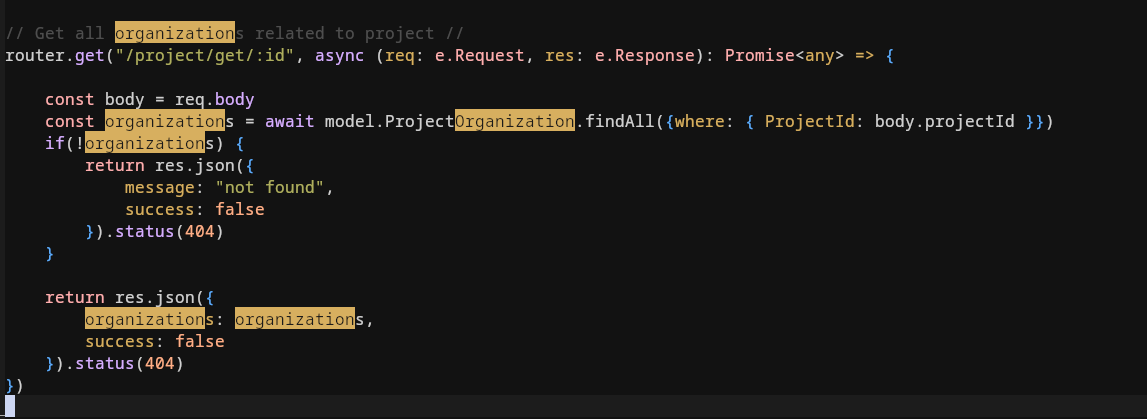 // Get all organizations related to project //
router.get("/project/get/:id", async (req: e.Request, res: e.Response): Promise<any> => {
const body = req.body
const organizations = await model.ProjectOrganization.findAll({where: { ProjectId: body.projectId }})
if(!organizations) {
return res.json({
message: "not found",
success: false
}).status(404)
}
return res.json({
organizations: organizations,
success: false
}).status(404)
})